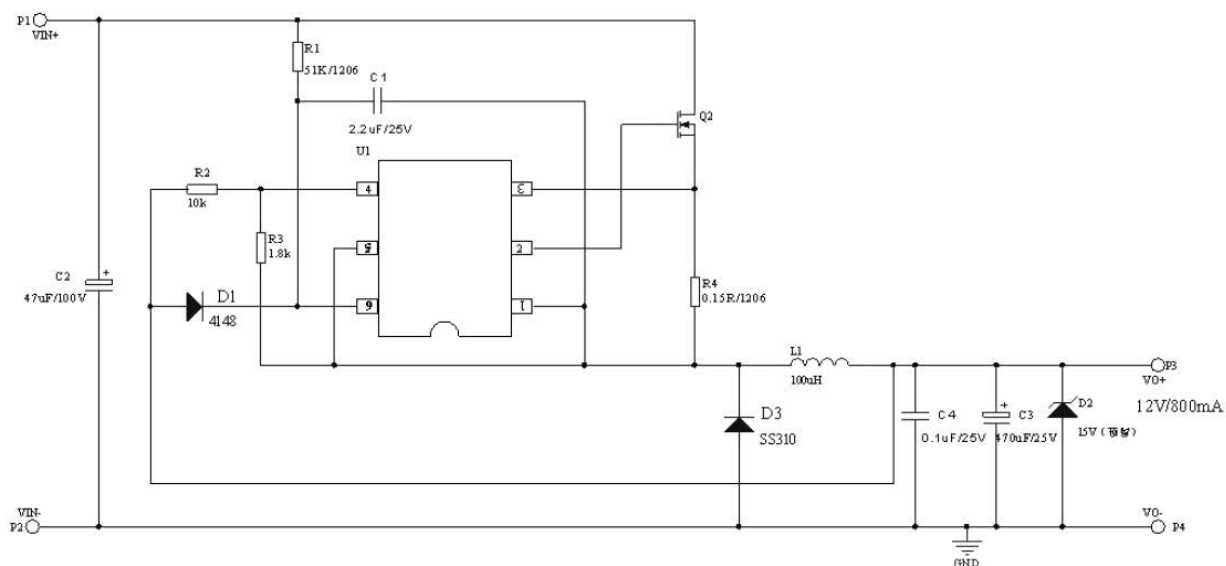 P1
VIN+
R1
51K/1206
C1
2.2uF/25V
U1
Q2
R2
10k
4
3
R3
1.8k
5
2
C2
47uF/100V
D1
4148
6
1
R4
0.15R/1206
L1
100uH
P3
VO+
12V/800mA
D3
SS310
C4
0.1uF/25V
C3
470uF/25V
D2
15V
VIN-
P2
VO-
P4
GND